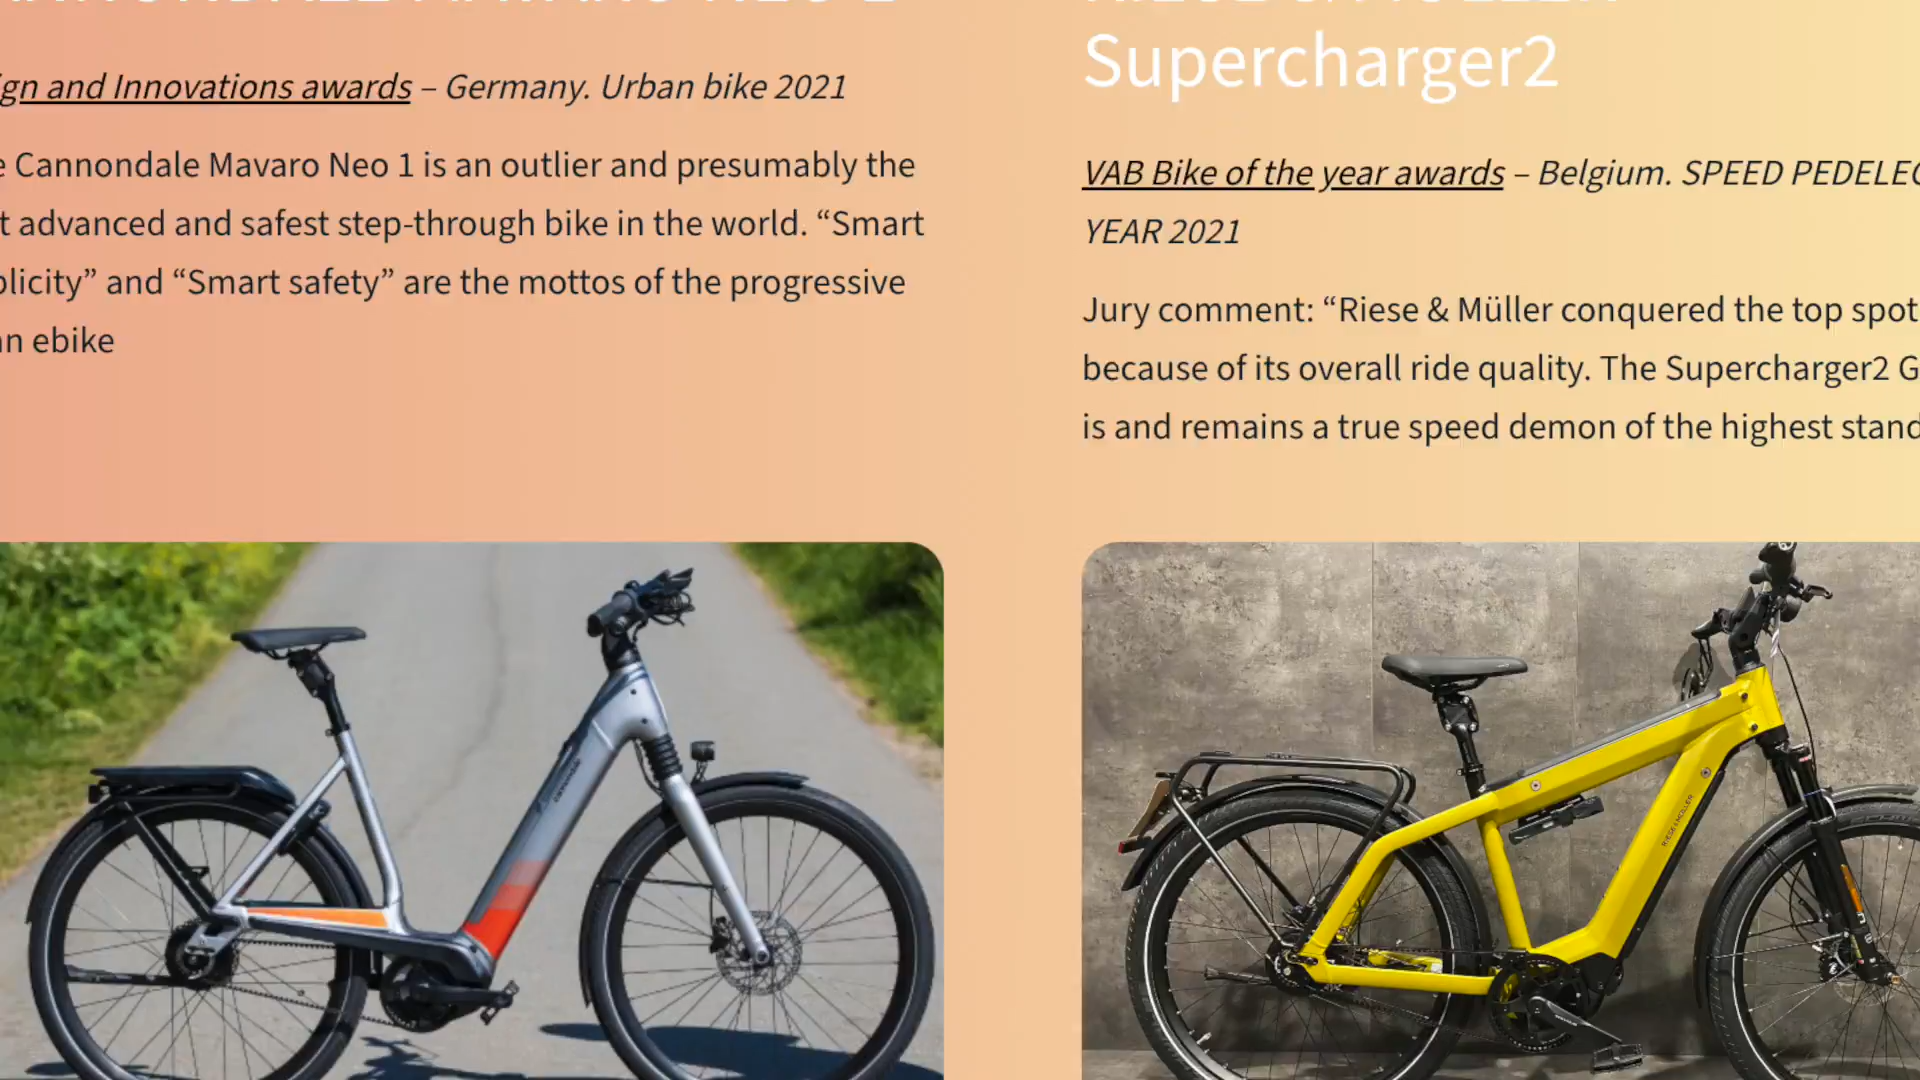 Supercharger2
gn and Innovations awards – Germany. Urban bike 2021
Cannondale Mavaro Neo 1 is an outlier and presumably the
advanced and safest step-through bike in the world. “Smart
and “Smart safety” are the mottos of the progressive
ebike
VAB Bike of the year awards – Belgium. SPEED PEDELEC
YEAR 2021
Jury comment: “Riese & Müller conquered the top spot
because of its overall ride quality. The Supercharger2 G
is and remains a true speed demon of the highest stand
cannondale
RIESE & MÜLLER